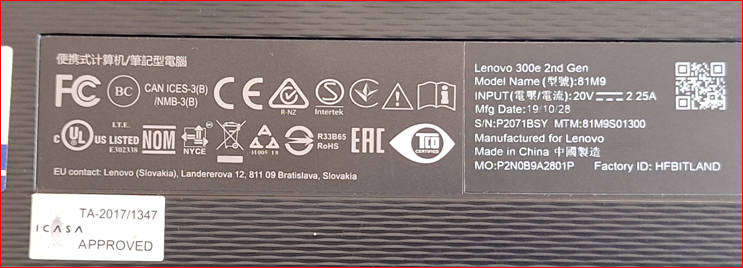 便携式计算机/筆記型電腦
FC BC CAN ICES-3(B)
/NMB-3(B)
CE R-NZ S Intertek
I.T.E.
c UL US LISTED
E302338
NOM
NYCE
R33B65
RoHS
EAC
TCO
CERTIFIED
EU contact: Lenovo (Slovakia), Landererova 12, 811 09 Bratislava, Slovakia
Lenovo 300e 2nd Gen
Model Name (型號):81M9
INPUT(電壓/電流):20V 2.25A
Mfg Date:19/10/28
S/N:P2071BSY MTM:81M9S01300
Manufactured for Lenovo
Made in China 中國製造
MO:P2N0B9A2801P Factory ID: HFBITLAND
TA-2017/1347
ICASA
APPROVED